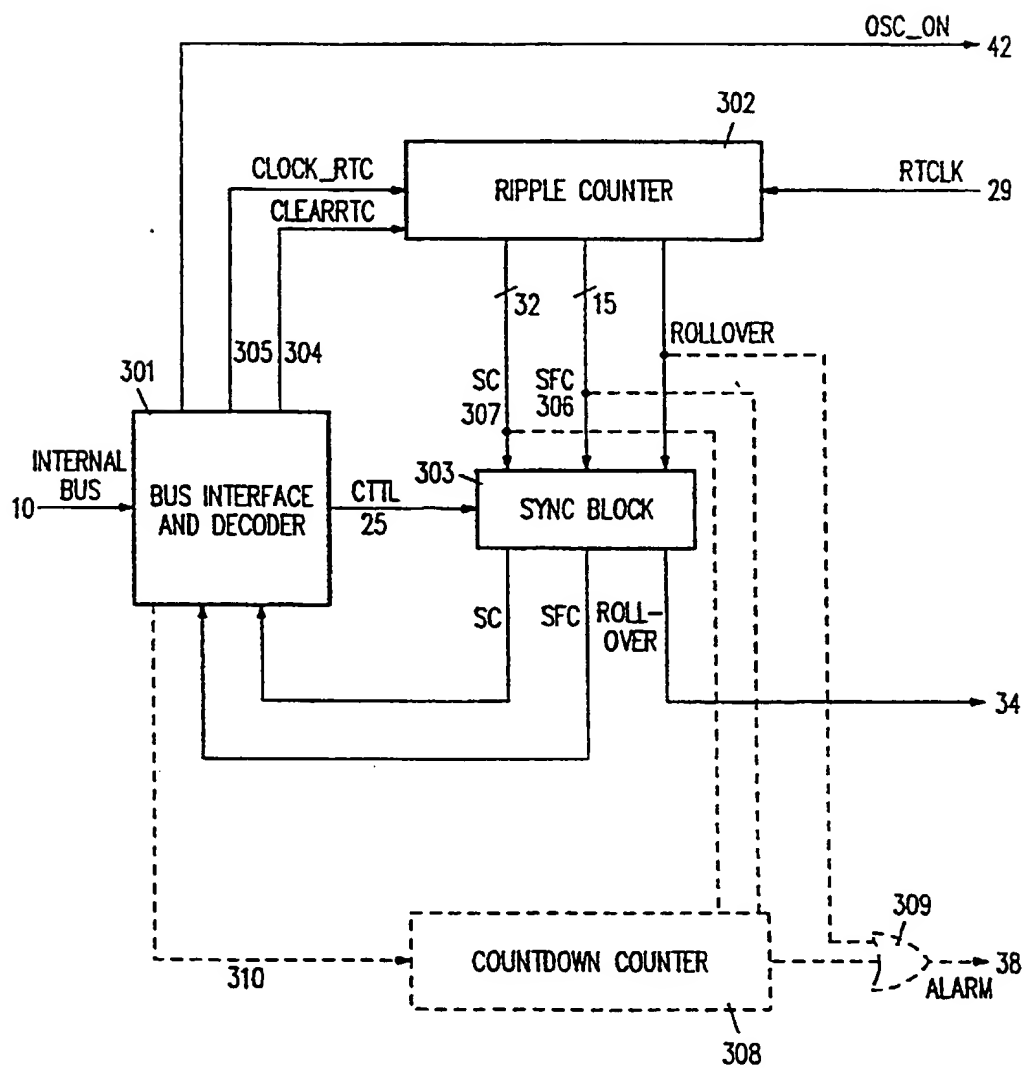 OSC_ON
42
302
CLOCK_RTC
RIPPLE COUNTER
RTCLK
29
CLEARRTC
32
15
ROLLOVER
305
304
301
SC
307
SFC
306
303
INTERNAL
BUS
10
BUS INTERFACE
AND DECODER
CTTL
25
SYNC BLOCK
SC
SFC
ROLL-
OVER
34
309
COUNTDOWN COUNTER
38
ALARM
310
308